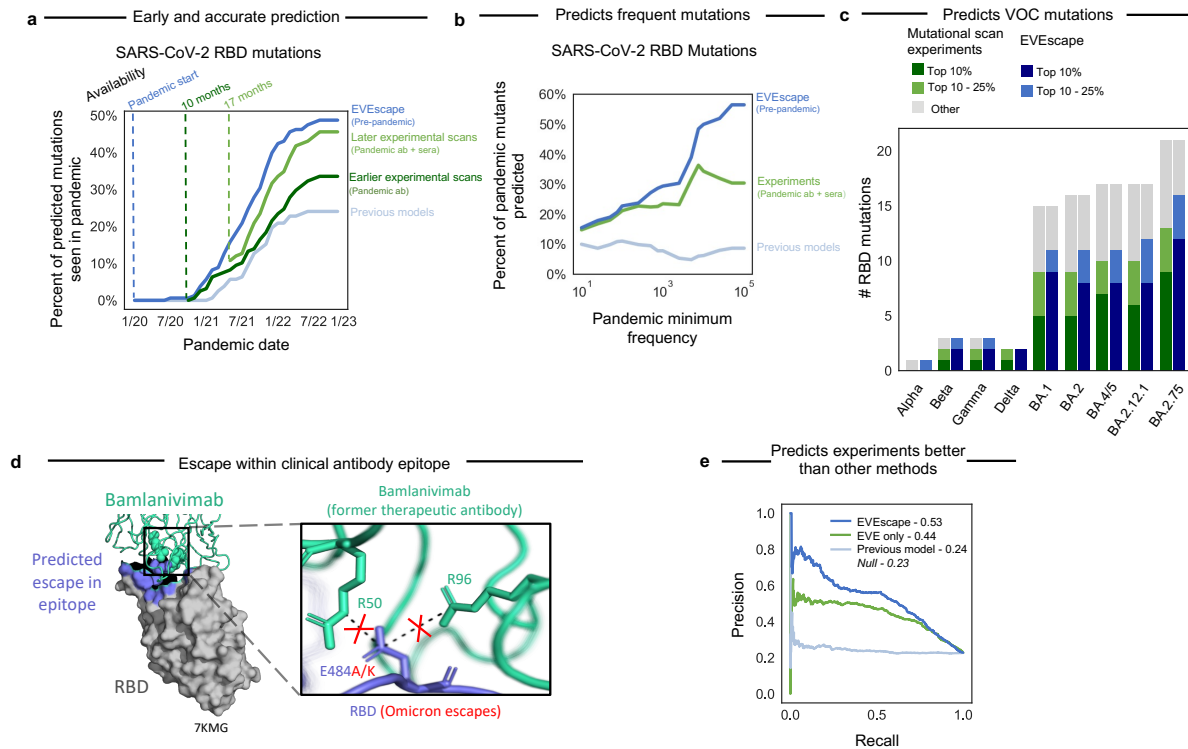 a
Early and accurate prediction
SARS-CoV-2 RBD mutations
Availability
Pandemic start
10 months
17 months
50%
40%
30%
20%
10%
0%
Percent of predicted mutations
seen in pandemic
EVEscape
(Pre-pandemic)
Later experimental scans
(Pandemic ab + sera)
Earlier experimental scans
(Pandemic ab)
Previous models
1/20 7/20 1/21 7/21 1/22 7/22 1/23
Pandemic date
b
Predicts frequent mutations
SARS-CoV-2 RBD Mutations
60%
50%
40%
30%
20%
10%
0%
Percent of pandemic mutants
predicted
EVEscape
(Pre-pandemic)
Experiments
(Pandemic ab + sera)
Previous models
10¹ 10³ 10⁵
Pandemic minimum
frequency
c
Predicts VOC mutations
Mutational scan
experiments
Top 10%
Top 10 - 25%
Other
EVEscape
Top 10%
Top 10 - 25%
20
15
10
5
0
# RBD mutations
Alpha
Beta
Gamma
Delta
BA.1
BA.2
BA.4/5
BA.2.12.1
BA.2.75
d
Escape within clinical antibody epitope
Bamlanivimab
Predicted
escape in
epitope
RBD
7KMG
Bamlanivimab
(former therapeutic antibody)
R50
R96
E484A/K
RBD (Omicron escapes)
e
Predicts experiments better
than other methods
EVEscape - 0.53
EVE only - 0.44
Previous model - 0.24
Null - 0.23
1.0
0.8
0.6
0.4
0.2
0.0
Precision
0.0 0.5 1.0
Recall